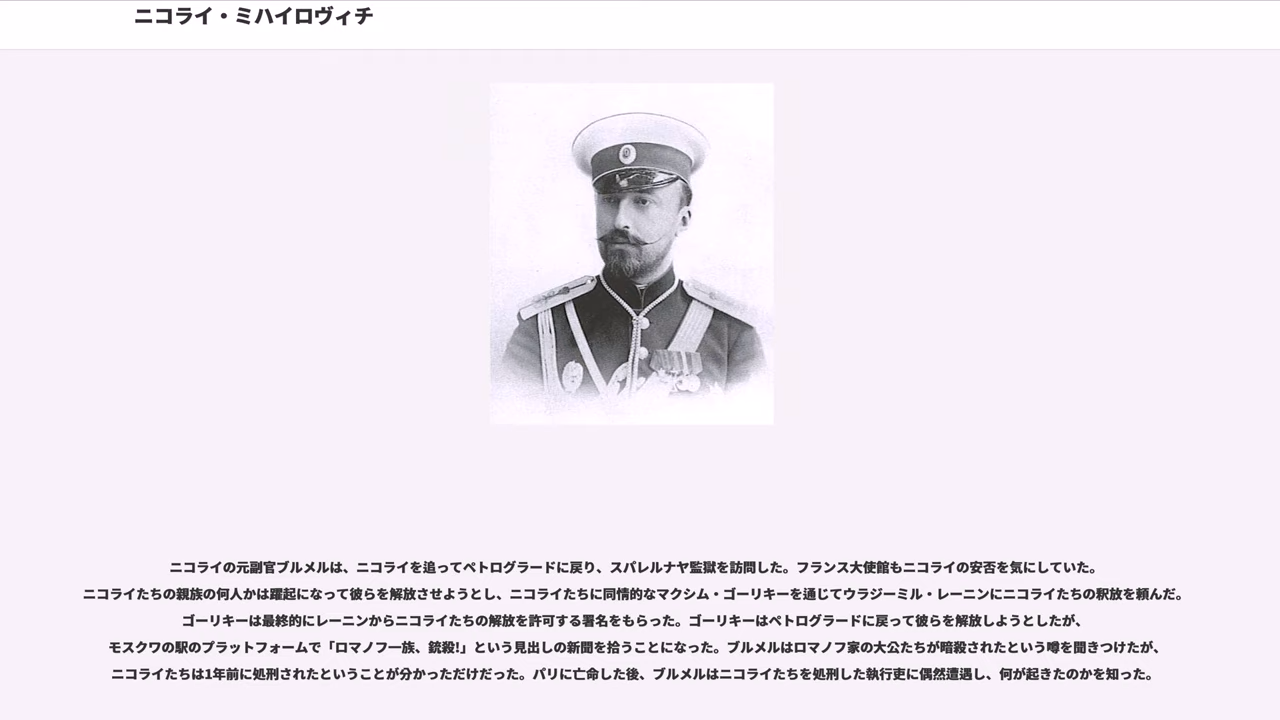 ニコライ・ミハイロヴィチ
ニコライの元副官ブルメルは、ニコライを追ってペトログラードに戻り、スパレルナヤ監獄を訪問した。フランス大使館もニコライの安否を気にしていた。
ニコライたちの親族の何人かは躍起になって彼らを解放させようとし、ニコライたちに同情的なマクシム・ゴーリキーを通じてウラジーミル・レーニンにニコライたちの釈放を頼んだ。
ゴーリキーは最終的にレーニンからニコライたちの解放を許可する署名をもらった。ゴーリキーはペトログラードに戻って彼らを解放しようとしたが、
モスクワの駅のプラットフォームで「ロマノフ一族、銃殺!」という見出しの新聞を拾うことになった。ブルメルはロマノフ家の大公たちが暗殺されたという噂を聞きつけたが、
ニコライたちは1年前に処刑されたということが分かっただけだった。パリに亡命した後、ブルメルはニコライたちを処刑した執行吏に偶然遭遇し、何が起きたのかを知った。